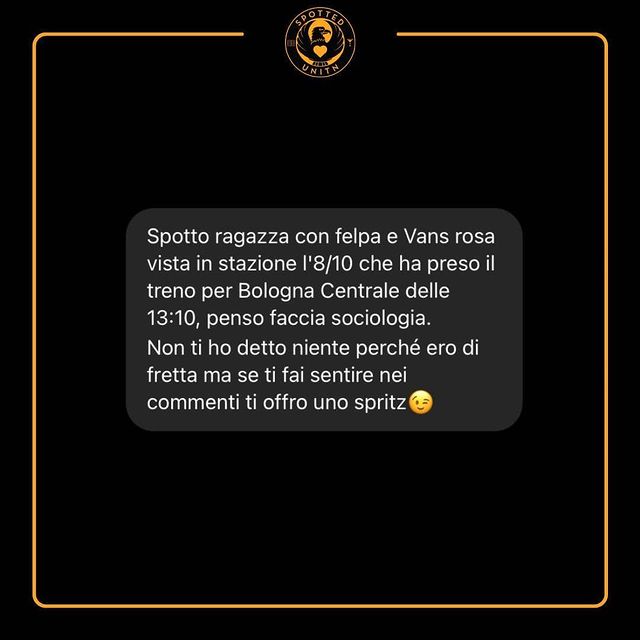 SPOTTED
UNITN
Spotto ragazza con felpa e Vans rosa
vista in stazione l'8/10 che ha preso il
treno per Bologna Centrale delle
13:10, penso faccia sociologia.
Non ti ho detto niente perché ero di
fretta ma se ti fai sentire nei
commenti ti offro uno spritz😉